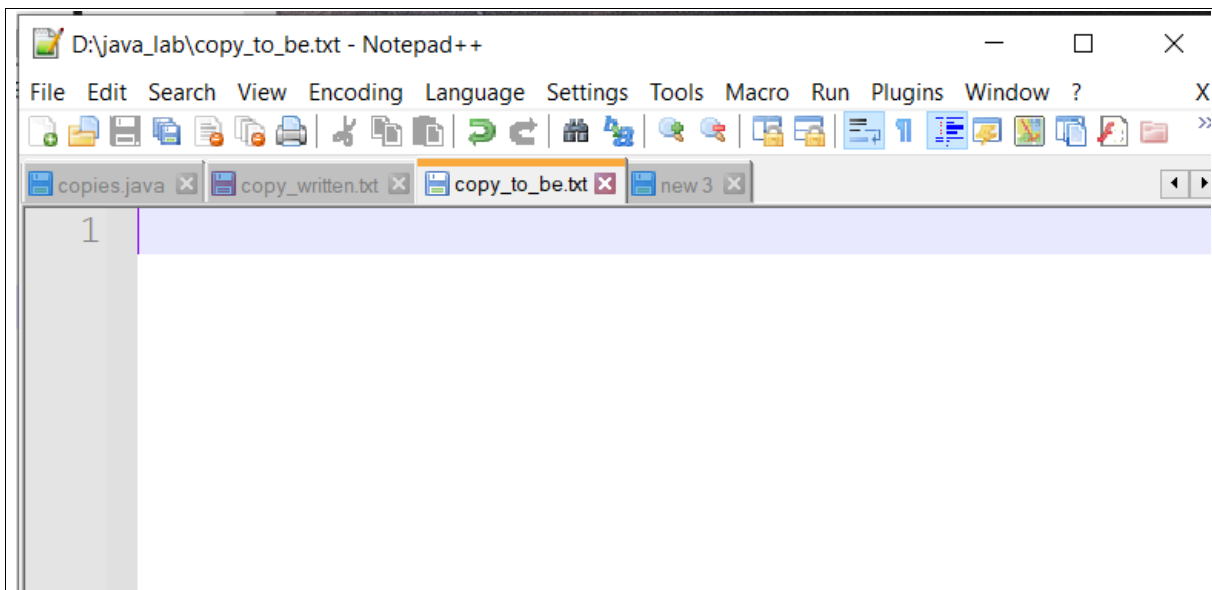 D:\java_lab\copy_to_be.txt - Notepad++
File Edit Search View Encoding Language Settings Tools Macro Run Plugins Window ? X
copies.java copy_written.txt copy_to_be.txt new 3
1